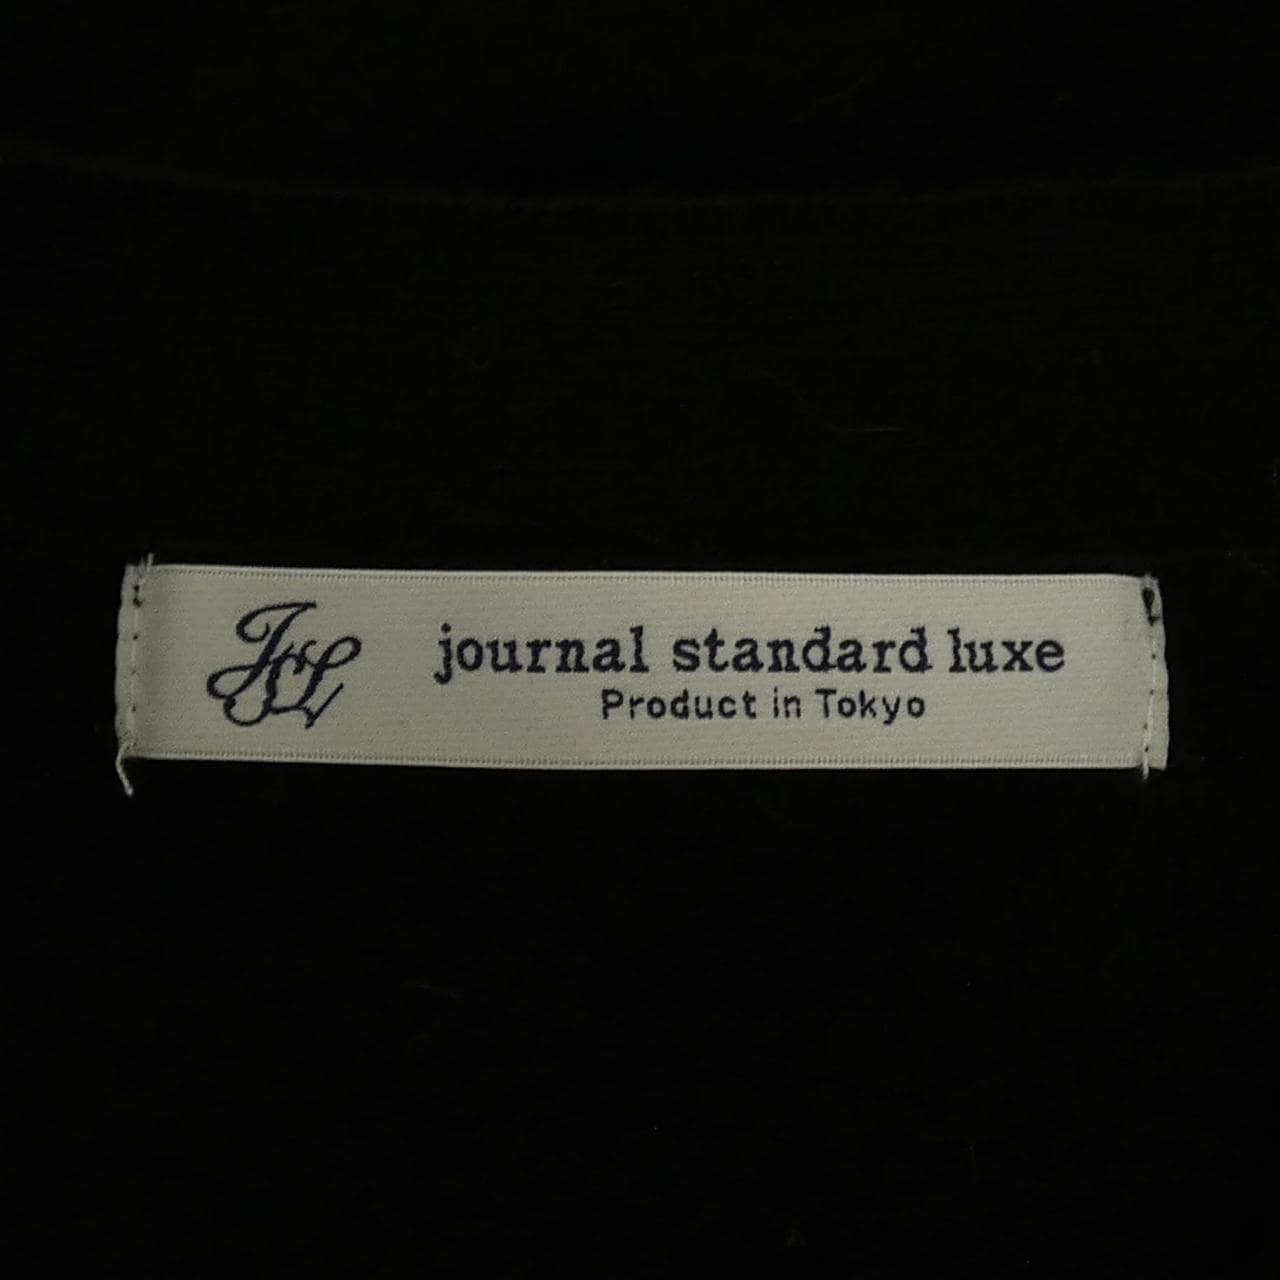 JSL
journal standard luxe
Product in Tokyo